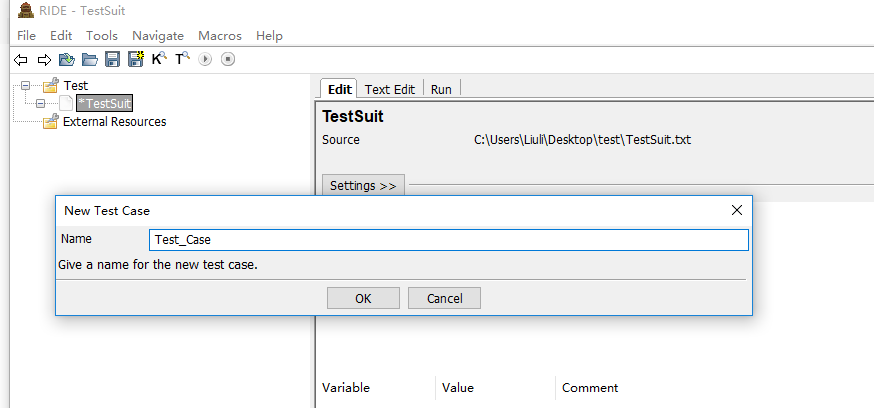 RIDE - TestSuit
File Edit Tools Navigate Macros Help
K T
Test
*TestSuit
External Resources
Edit Text Edit Run
TestSuit
Source C:\Users\Liuli\Desktop\test\TestSuit.txt
Settings >>
New Test Case
Name Test_Case
Give a name for the new test case.
OK Cancel
Variable Value Comment